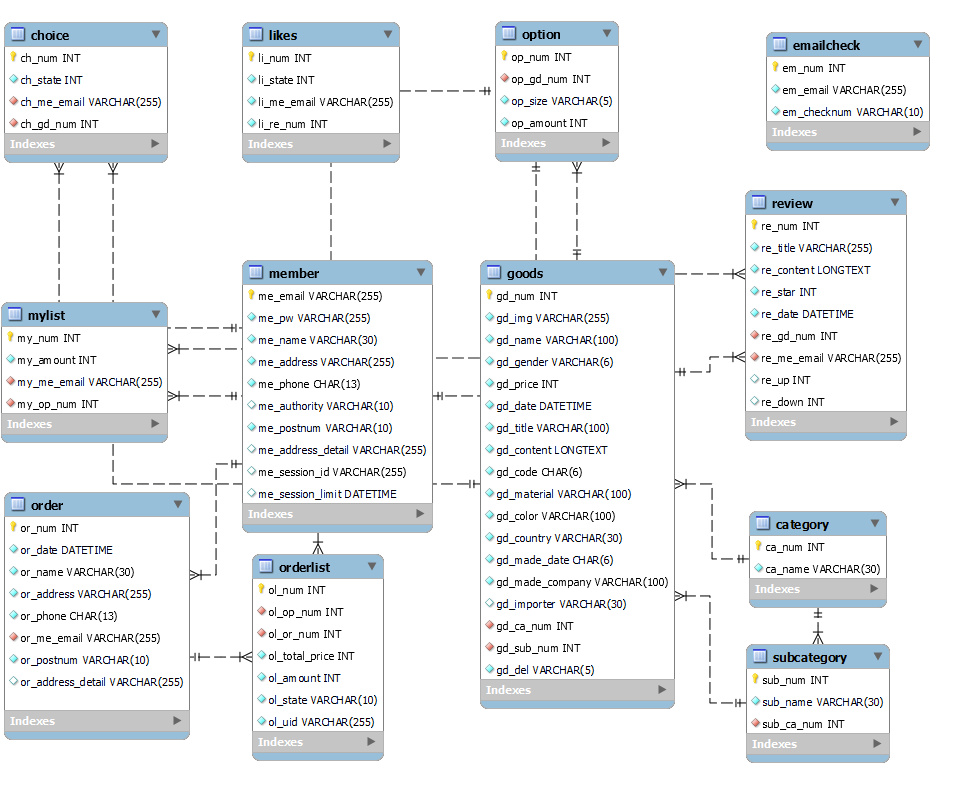 choice
ch_num INT
ch_state INT
ch_me_email VARCHAR(255)
ch_gd_num INT
Indexes
likes
li_num INT
li_state INT
li_me_email VARCHAR(255)
li_re_num INT
Indexes
option
op_num INT
op_gd_num INT
op_size VARCHAR(5)
op_amount INT
Indexes
emailcheck
em_num INT
em_email VARCHAR(255)
em_checknum VARCHAR(10)
Indexes
review
re_num INT
re_title VARCHAR(255)
re_content LONGTEXT
re_star INT
re_date DATETIME
re_gd_num INT
re_me_email VARCHAR(255)
re_up INT
re_down INT
Indexes
mylist
my_num INT
my_amount INT
my_me_email VARCHAR(255)
my_op_num INT
Indexes
member
me_email VARCHAR(255)
me_pw VARCHAR(255)
me_name VARCHAR(30)
me_address VARCHAR(255)
me_phone CHAR(13)
me_authority VARCHAR(10)
me_postnum VARCHAR(10)
me_address_detail VARCHAR(255)
me_session_id VARCHAR(255)
me_session_limit DATETIME
Indexes
goods
gd_num INT
gd_img VARCHAR(255)
gd_name VARCHAR(100)
gd_gender VARCHAR(6)
gd_price INT
gd_date DATETIME
gd_title VARCHAR(100)
gd_content LONGTEXT
gd_code CHAR(6)
gd_material VARCHAR(100)
gd_color VARCHAR(100)
gd_country VARCHAR(30)
gd_made_date CHAR(6)
gd_made_company VARCHAR(100)
gd_importer VARCHAR(30)
gd_ca_num INT
gd_sub_num INT
gd_del VARCHAR(5)
Indexes
order
or_num INT
or_date DATETIME
or_name VARCHAR(30)
or_address VARCHAR(255)
or_phone CHAR(13)
or_me_email VARCHAR(255)
or_postnum VARCHAR(10)
or_address_detail VARCHAR(255)
Indexes
orderlist
ol_num INT
ol_op_num INT
ol_or_num INT
ol_total_price INT
ol_amount INT
ol_state VARCHAR(10)
ol_uid VARCHAR(255)
Indexes
category
ca_num INT
ca_name VARCHAR(30)
Indexes
subcategory
sub_num INT
sub_name VARCHAR(30)
sub_ca_num INT
Indexes